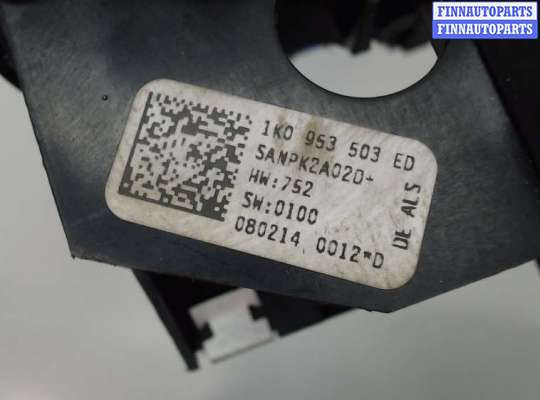 FINNAUTOPARTS
FINNAUTOPARTS
1K0 953 503 ED
SANPK2A020+
HW:752
SW:0100
080214 0012*D
DE ALS